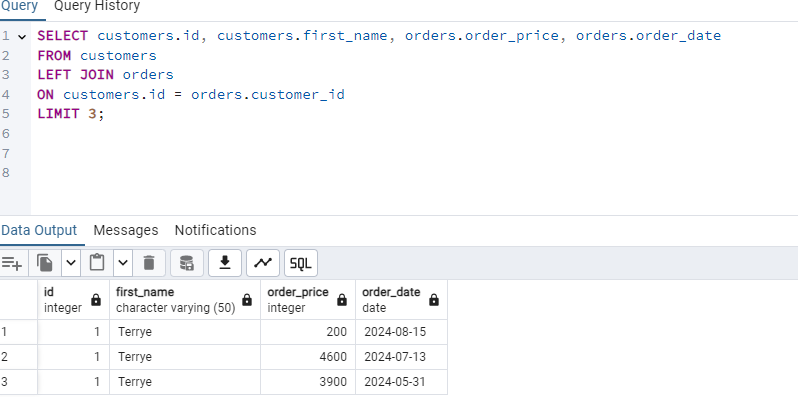 Query Query History
1 SELECT customers.id, customers.first_name, orders.order_price, orders.order_date
2 FROM customers
3 LEFT JOIN orders
4 ON customers.id = orders.customer_id
5 LIMIT 3;
6
7
8
Data Output Messages Notifications
SQL
id first_name order_price order_date
integer character varying (50) integer date
1 1 Terrye 200 2024-08-15
2 1 Terrye 4600 2024-07-13
3 1 Terrye 3900 2024-05-31